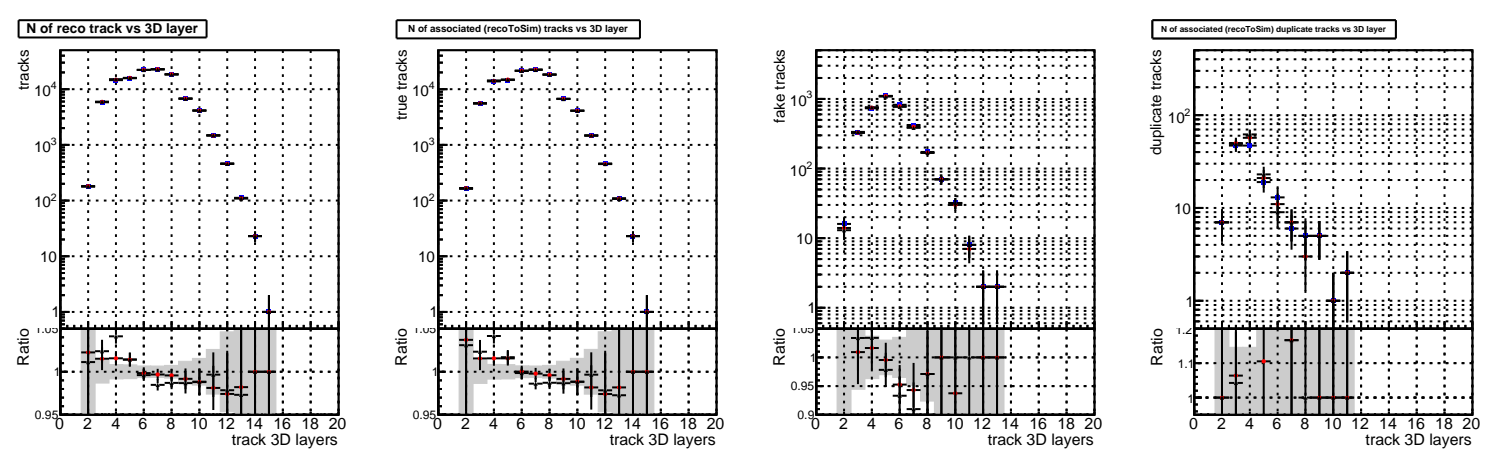 N of reco track vs 3D layer
tracks
10^4
10^3
10^2
10
1
1.05
Ratio
1
0.95
0 2 4 6 8 10 12 14 16 18 20
track 3D layers
N of associated (recoToSim) tracks vs 3D layer
true tracks
10^4
10^3
10^2
10
1
1.05
Ratio
1
0.95
0 2 4 6 8 10 12 14 16 18 20
track 3D layers
fake tracks
10^3
10^2
10
1
1.05
Ratio
1
0.95
0.9
0 2 4 6 8 10 12 14 16 18 20
track 3D layers
N of associated (recoToSim) duplicate tracks vs 3D layer
duplicate tracks
10^2
10
1
1.2
Ratio
1.1
1
0 2 4 6 8 10 12 14 16 18 20
track 3D layers